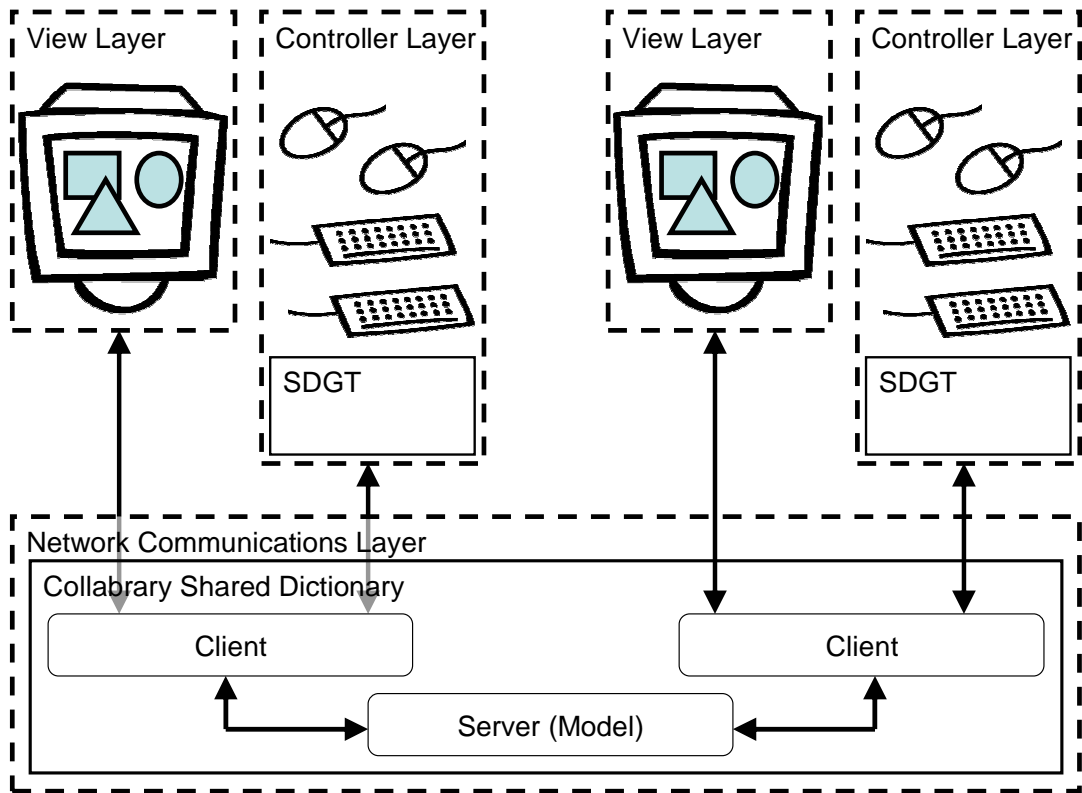 View Layer
Controller Layer
View Layer
Controller Layer
SDGT
SDGT
Network Communications Layer
Collabrary Shared Dictionary
Client
Client
Server (Model)